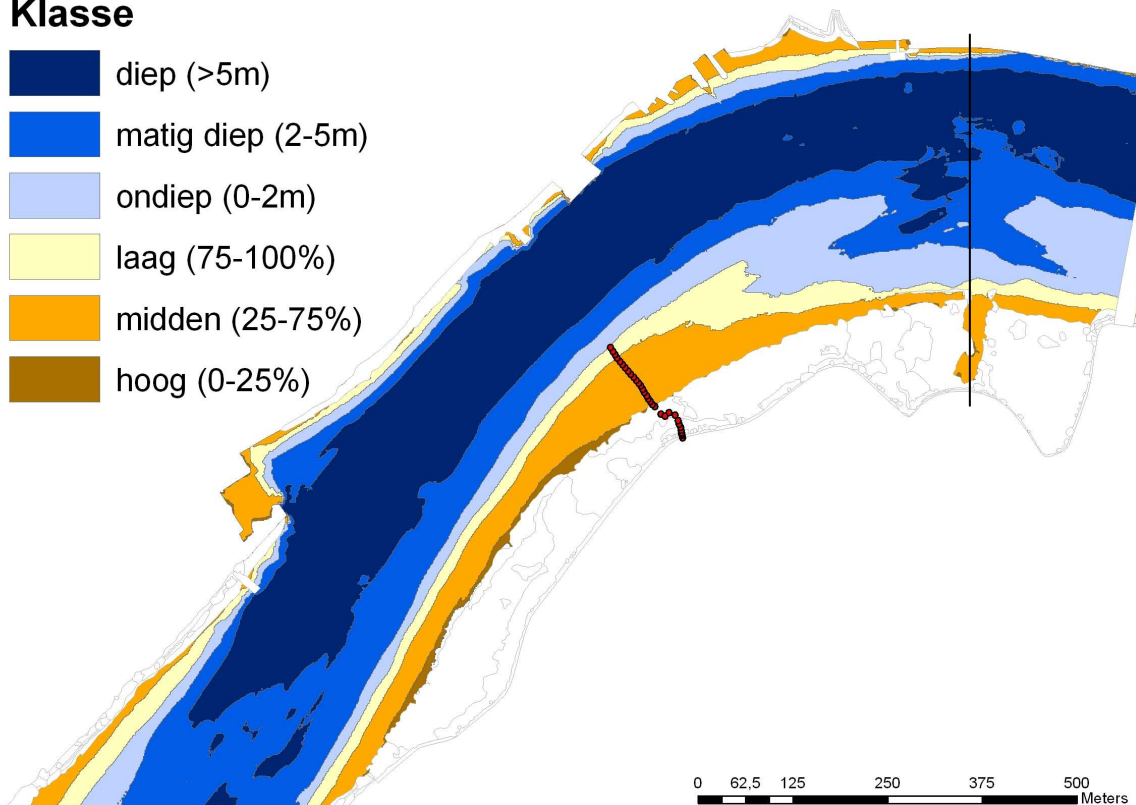 Klasse
diep (>5m)
matig diep (2-5m)
ondiep (0-2m)
laag (75-100%)
midden (25-75%)
hoog (0-25%)
0 62,5 125 250 375 500
Meters